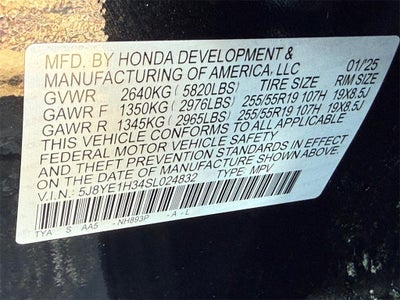 MFD. BY HONDA DEVELOPMENT & 01/25
MANUFACTURING OF AMERICA, LLC
GVWR 2640KG (5820LBS) TIRE SIZE RIM SIZE
GAWR F 1350KG (2976LBS) 255/55R19 107H 19X8.5J
GAWR R 1345KG (2965LBS) 255/55R19 107H 19X8.5J
THIS VEHICLE CONFORMS TO ALL APPLICABLE
FEDERAL MOTOR VEHICLE SAFETY
AND THEFT PREVENTION STANDARDS IN EFFECT
ON THE DATE OF MANUFACTURE SHOWN ABOVE.
V.I.N.: 5J8YE1H34SL024832 TYPE: MPV
TYA S AA5 - NH893P - A - L